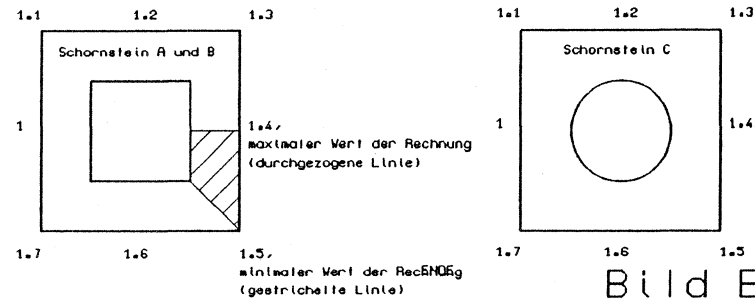 1.1 1.2 1.3
Schornstein A und B
1 1.4,
maximaler Wert der Rechnung
(durchgezogene Linie)
1.7 1.6 1.5,
minimaler Wert der
(gestrichelte Linie)
1.1 1.2 1.3
Schornstein C
1 1.4
1.7 1.6 1.5
Bild E